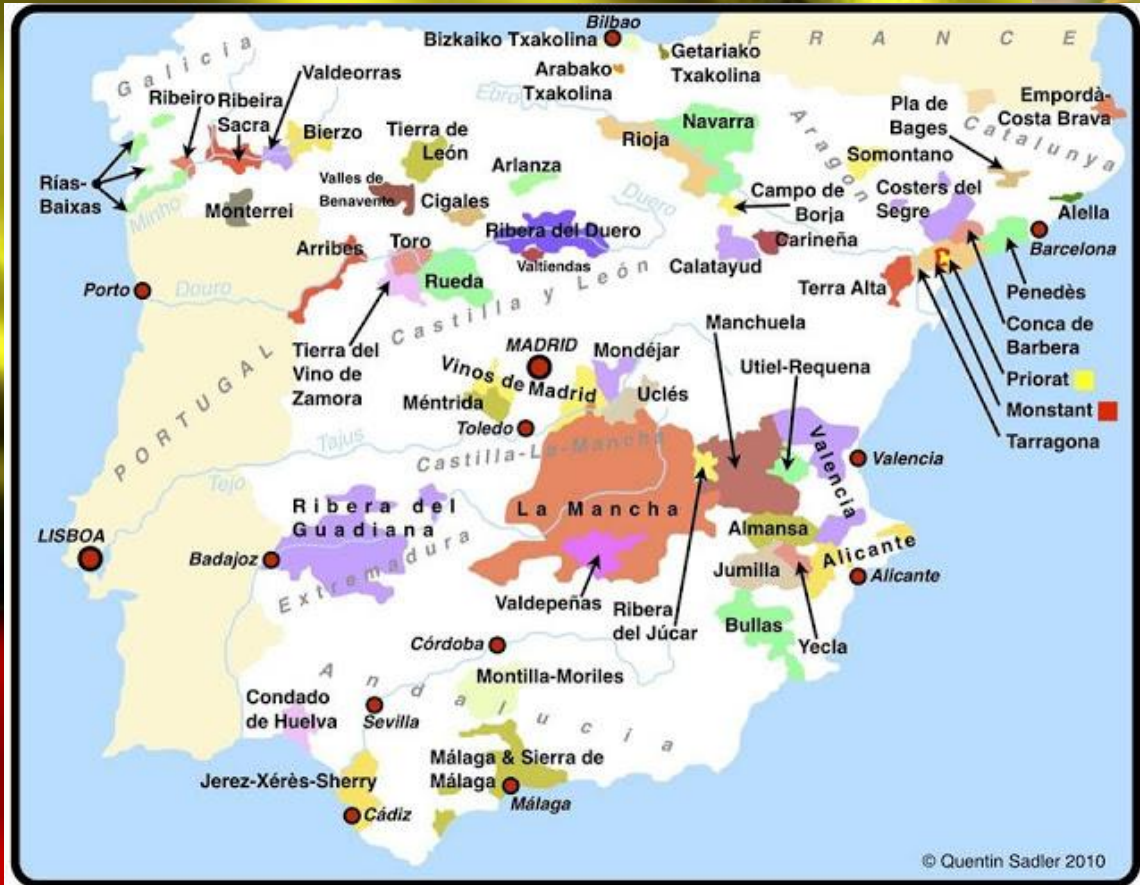 Bilbao
Bizkaiko Txakolina
F R A N C E
Getariako
Txakolina
Arabako
Txakolina
Galicia
Valdeorras
Ribeiro
Ribeira
Sacra
Bierzo
Tierra de
León
Ebro
Rioja
Navarra
Aragon
Pla de
Bages
Empordà-
Costa Brava
Catalunya
Somontano
Arlanza
Rías-
Baixas
Minho
Monterrei
Valles de
Benavente
Cigales
Duero
Campo de
Borja
Costers del
Segre
Alella
Barcelona
Arribes
Toro
Ribera del Duero
Valtiendas
Rueda
Calatayud
Carineña
Terra Alta
Penedès
Porto
Douro
Castilla y León
Conca de
Barbera
Priorat
Monstant
Tarragona
Tierra del
Vino de
Zamora
MADRID
Vinos de Madrid
Mondéjar
Manchuela
Utiel-Requena
Méntrida
Uclés
Toledo
PORTUGAL
Tajus
Castilla-La-Mancha
Valencia
Valencia
Tejo
Ribera del
Guadiana
La Mancha
LISBOA
Badajoz
Extremadura
Almansa
Alicante
Jumilla
Alicante
Valdepeñas
Ribera
del Júcar
Bullas
Yecla
Córdoba
Montilla-Moriles
Andalucia
Condado
de Huelva
Sevilla
Málaga & Sierra de
Málaga
Málaga
Jerez-Xérès-Sherry
Cádiz
© Quentin Sadler 2010